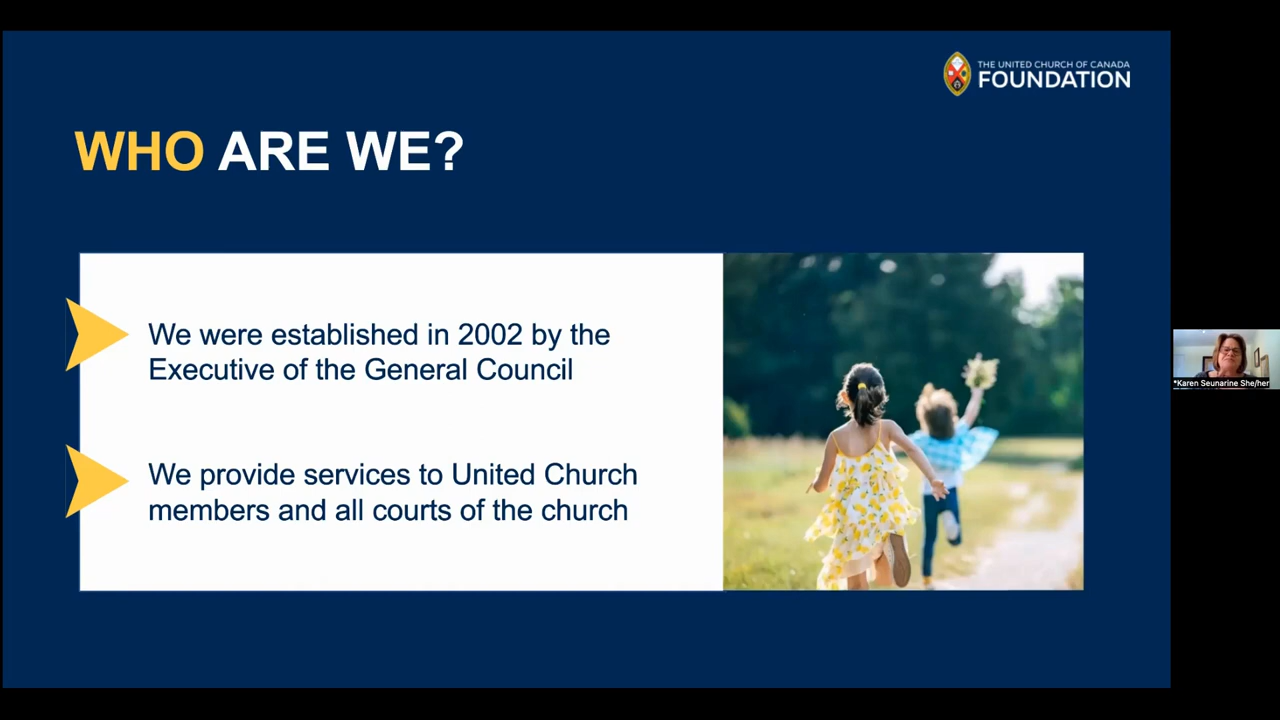 THE UNITED CHURCH OF CANADA
FOUNDATION
WHO ARE WE?
We were established in 2002 by the
Executive of the General Council
We provide services to United Church
members and all courts of the church
*Karen Seunarine She/her